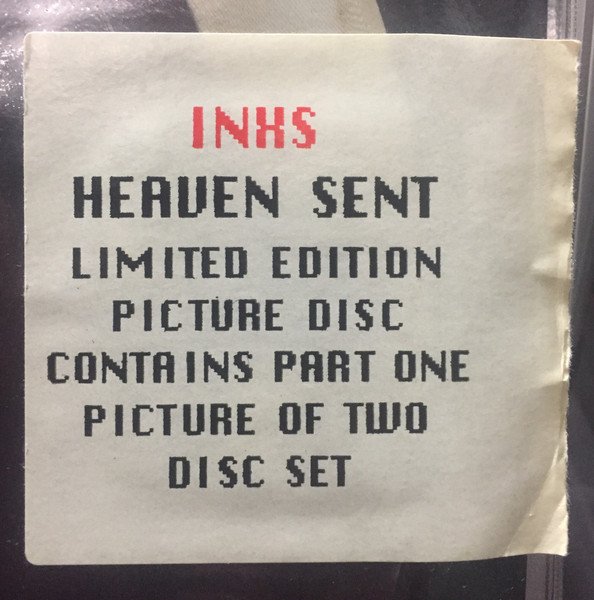 INXS
HEAVEN SENT
LIMITED EDITION
PICTURE DISC
CONTAINS PART ONE
PICTURE OF TWO
DISC SET